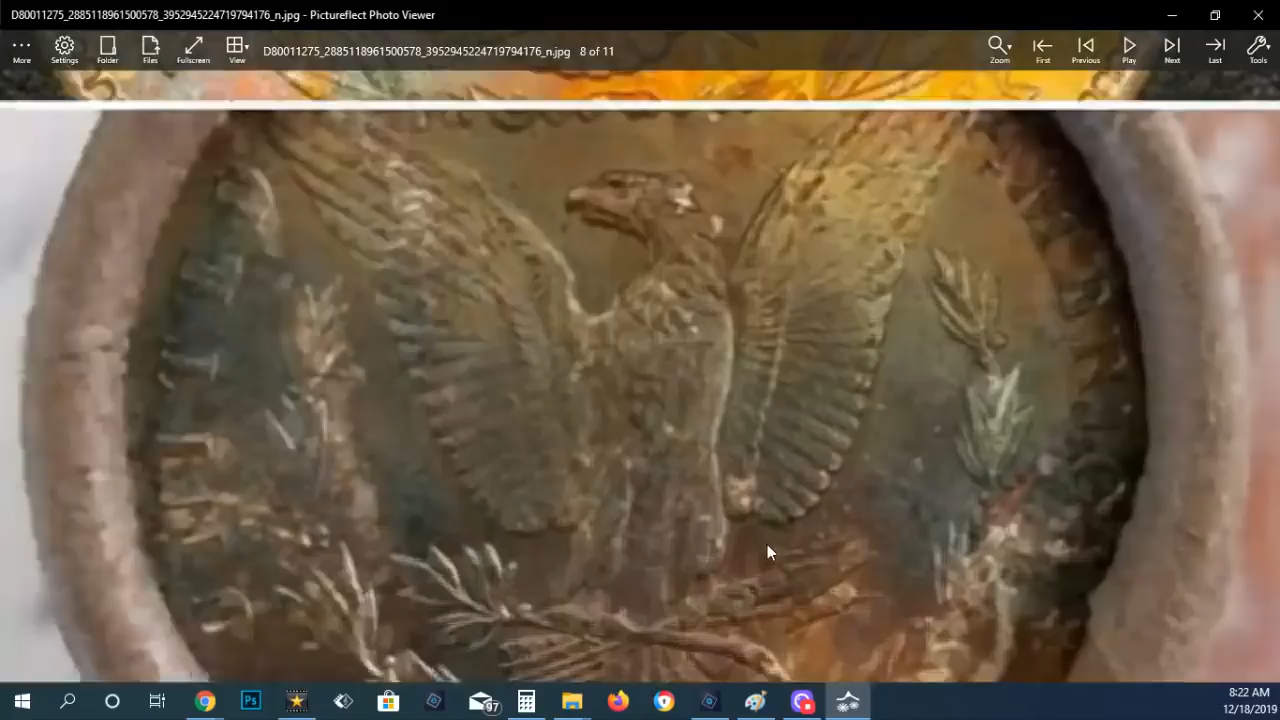 D80011275_2885118961500578_3952945224719794176_n.jpg - Pictureflect Photo Viewer
More Settings Folder Files Fullscreen View D80011275_2885118961500578_3952945224719794176_n.jpg 8 of 11 Zoom First Previous Play Next Last Tools
Ps 97 8:22 AM
12/18/2019